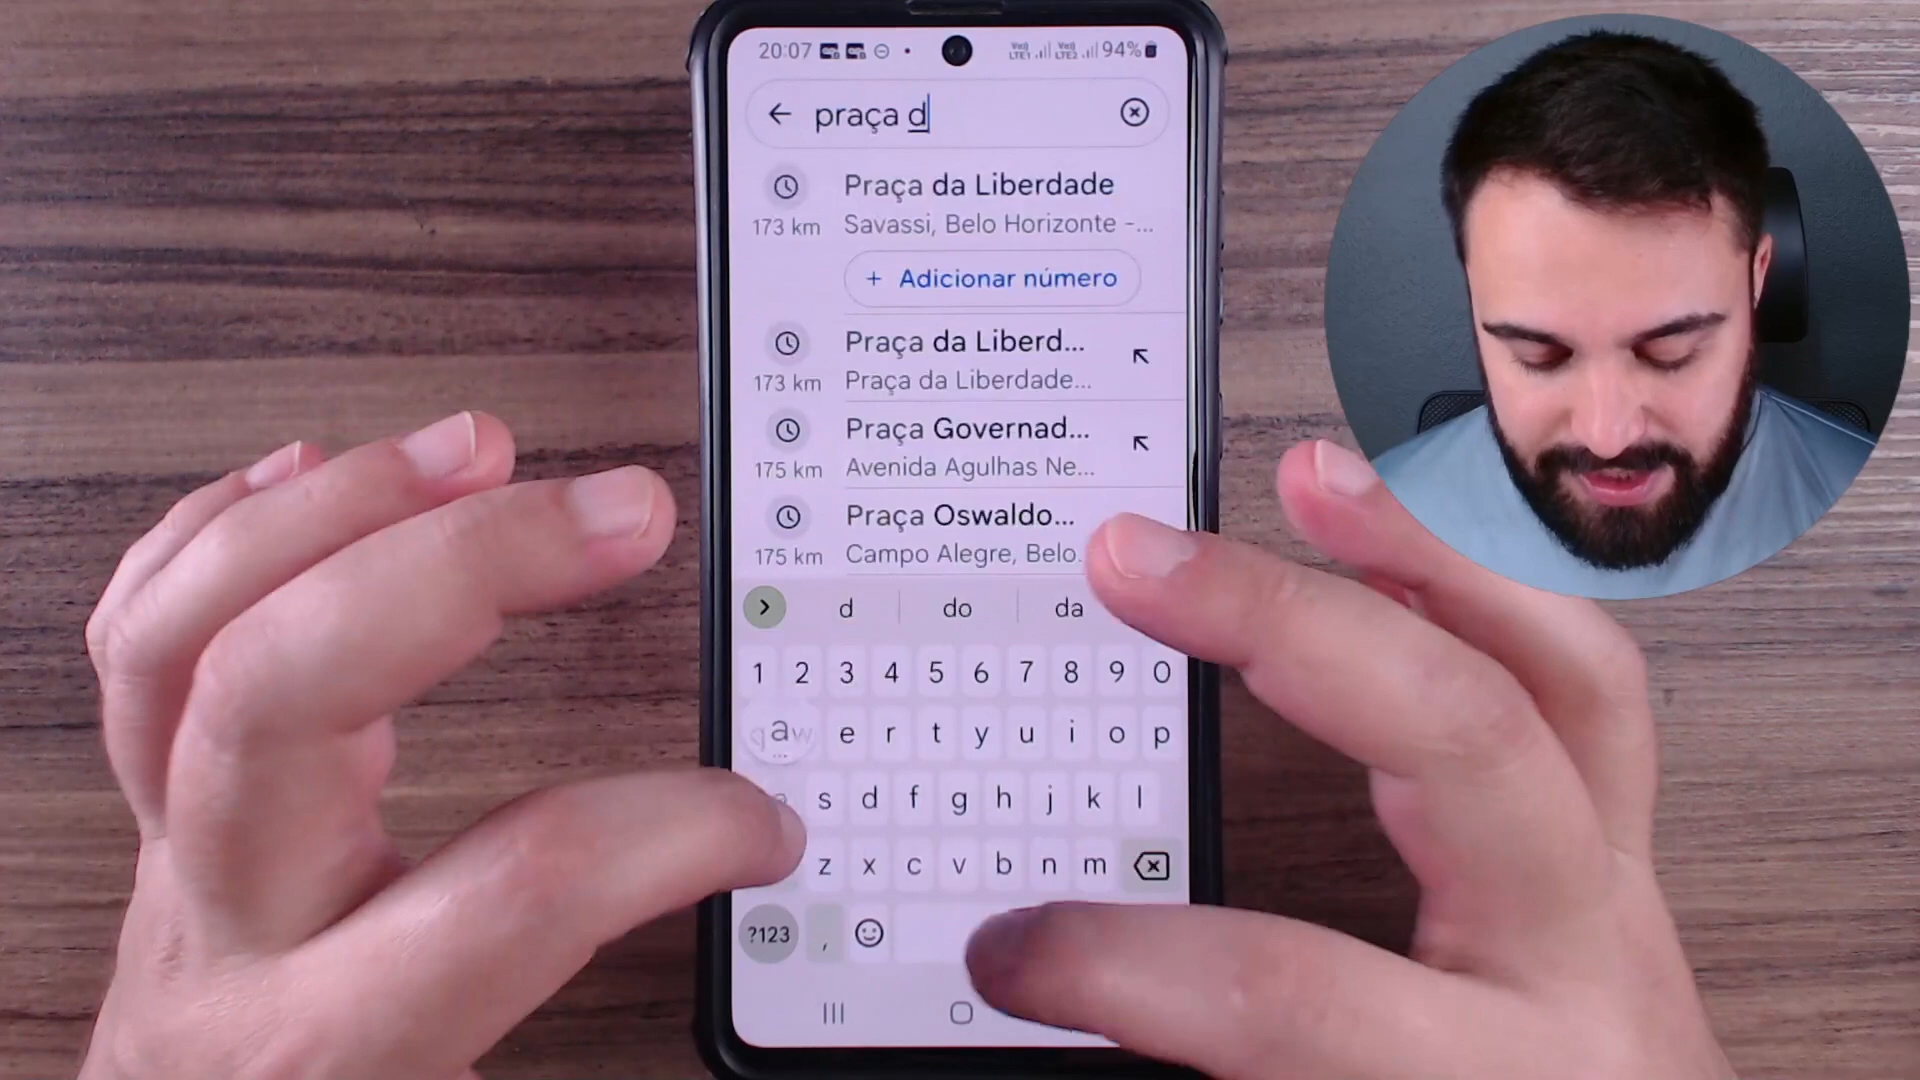 20:07 94%
praça d
Praça da Liberdade
173 km Savassi, Belo Horizonte -...
+ Adicionar número
Praça da Liberd...
173 km Praça da Liberdade...
Praça Governad...
175 km Avenida Agulhas Ne...
Praça Oswaldo...
175 km Campo Alegre, Belo.
d do da
1 2 3 4 5 6 7 8 9 0
q a w e r t y u i o p
s d f g h j k l
z x c v b n m
?123 ,